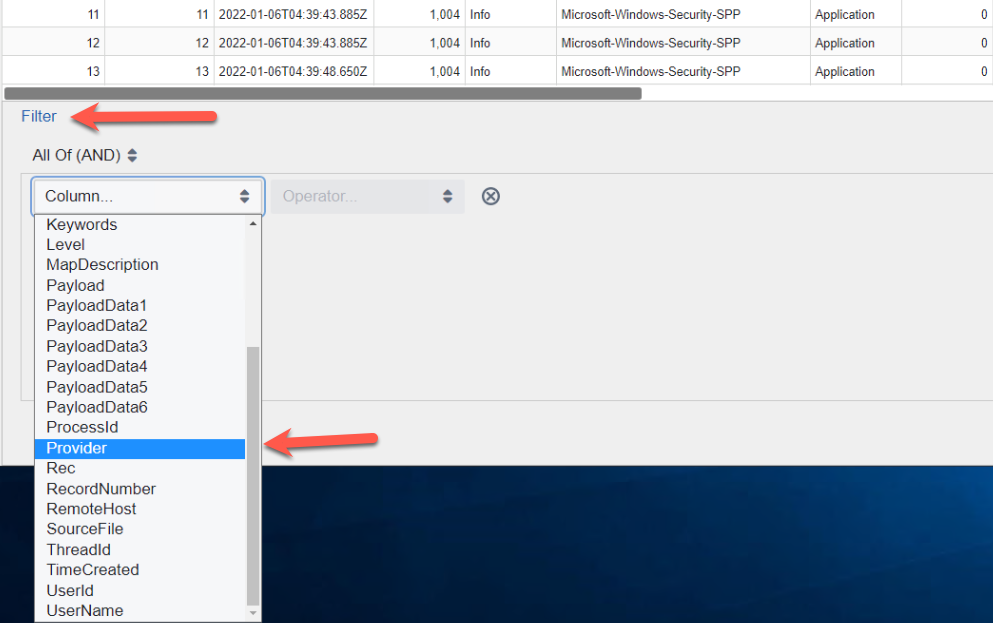 11 11 2022-01-06T04:39:43.885Z 1,004 Info Microsoft-Windows-Security-SPP Application 0
12 12 2022-01-06T04:39:43.885Z 1,004 Info Microsoft-Windows-Security-SPP Application 0
13 13 2022-01-06T04:39:48.650Z 1,004 Info Microsoft-Windows-Security-SPP Application 0
Filter
All Of (AND)
Column... Operator...
Keywords
Level
MapDescription
Payload
PayloadData1
PayloadData2
PayloadData3
PayloadData4
PayloadData5
PayloadData6
ProcessId
Provider
Rec
RecordNumber
RemoteHost
SourceFile
ThreadId
TimeCreated
UserId
UserName